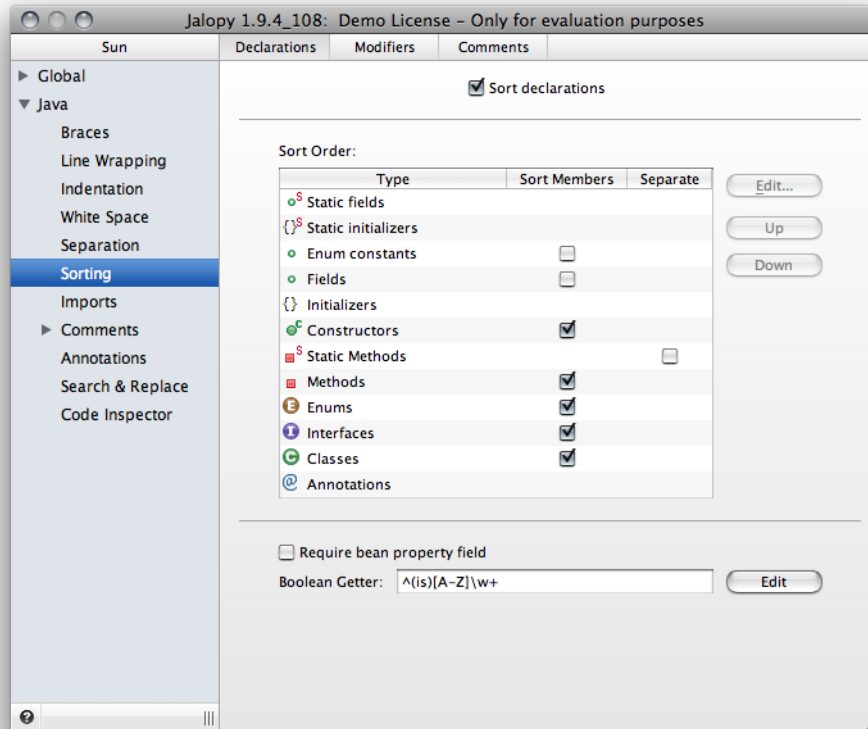 Jalopy 1.9.4_108: Demo License – Only for evaluation purposes
Sun
Declarations Modifiers Comments
Global
Java
Braces
Line Wrapping
Indentation
White Space
Separation
Sorting
Imports
Comments
Annotations
Search & Replace
Code Inspector
Sort declarations
Sort Order:
Type Sort Members Separate
S Static fields
{}S Static initializers
Enum constants
Fields
{} Initializers
C Constructors
S Static Methods
Methods
E Enums
I Interfaces
C Classes
@ Annotations
Edit...
Up
Down
Require bean property field
Boolean Getter: ^(is)[A-Z]\w+ Edit
?